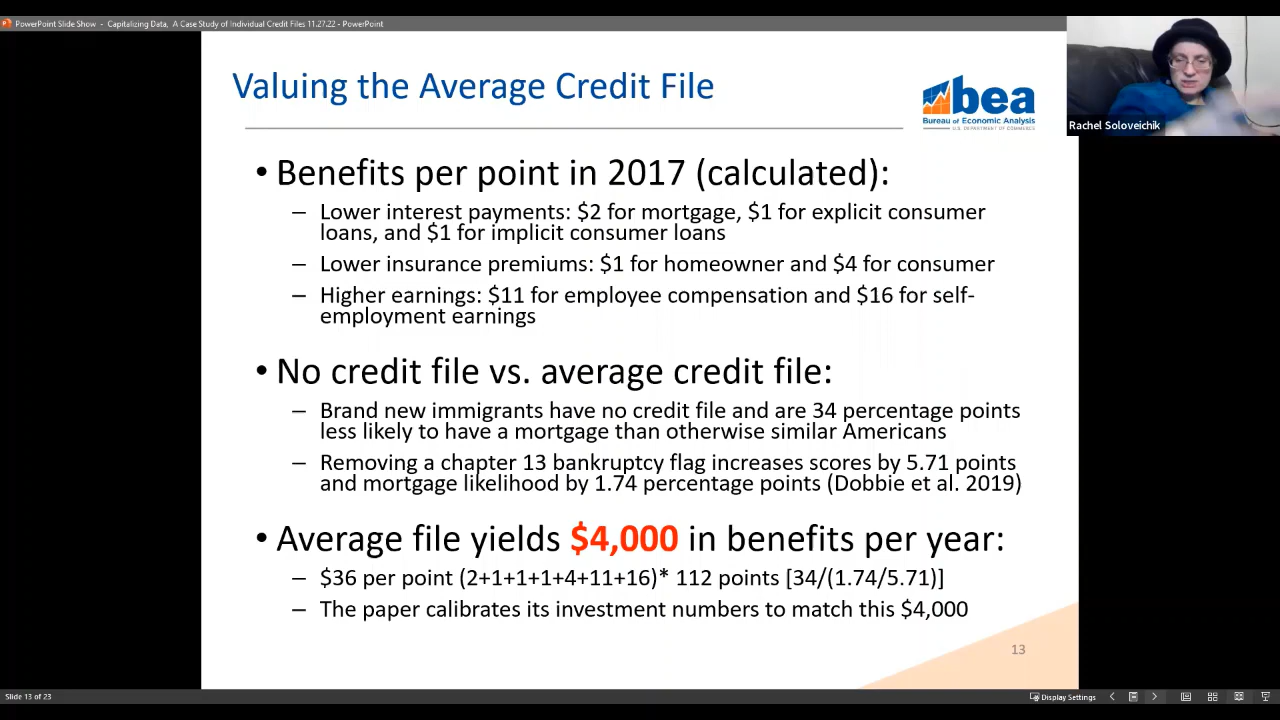 PowerPoint Slide Show - Capitalizing Data, A Case Study of Individual Credit Files 11.27.22 - PowerPoint
Rachel Soloveichik
Valuing the Average Credit File
bea
Bureau of Economic Analysis
U.S. DEPARTMENT OF COMMERCE
• Benefits per point in 2017 (calculated):
– Lower interest payments: $2 for mortgage, $1 for explicit consumer
loans, and $1 for implicit consumer loans
– Lower insurance premiums: $1 for homeowner and $4 for consumer
– Higher earnings: $11 for employee compensation and $16 for self-
employment earnings
• No credit file vs. average credit file:
– Brand new immigrants have no credit file and are 34 percentage points
less likely to have a mortgage than otherwise similar Americans
– Removing a chapter 13 bankruptcy flag increases scores by 5.71 points
and mortgage likelihood by 1.74 percentage points (Dobbie et al. 2019)
• Average file yields $4,000 in benefits per year:
– $36 per point (2+1+1+1+4+11+16)* 112 points [34/(1.74/5.71)]
– The paper calibrates its investment numbers to match this $4,000
13
Slide 13 of 23
Display Settings